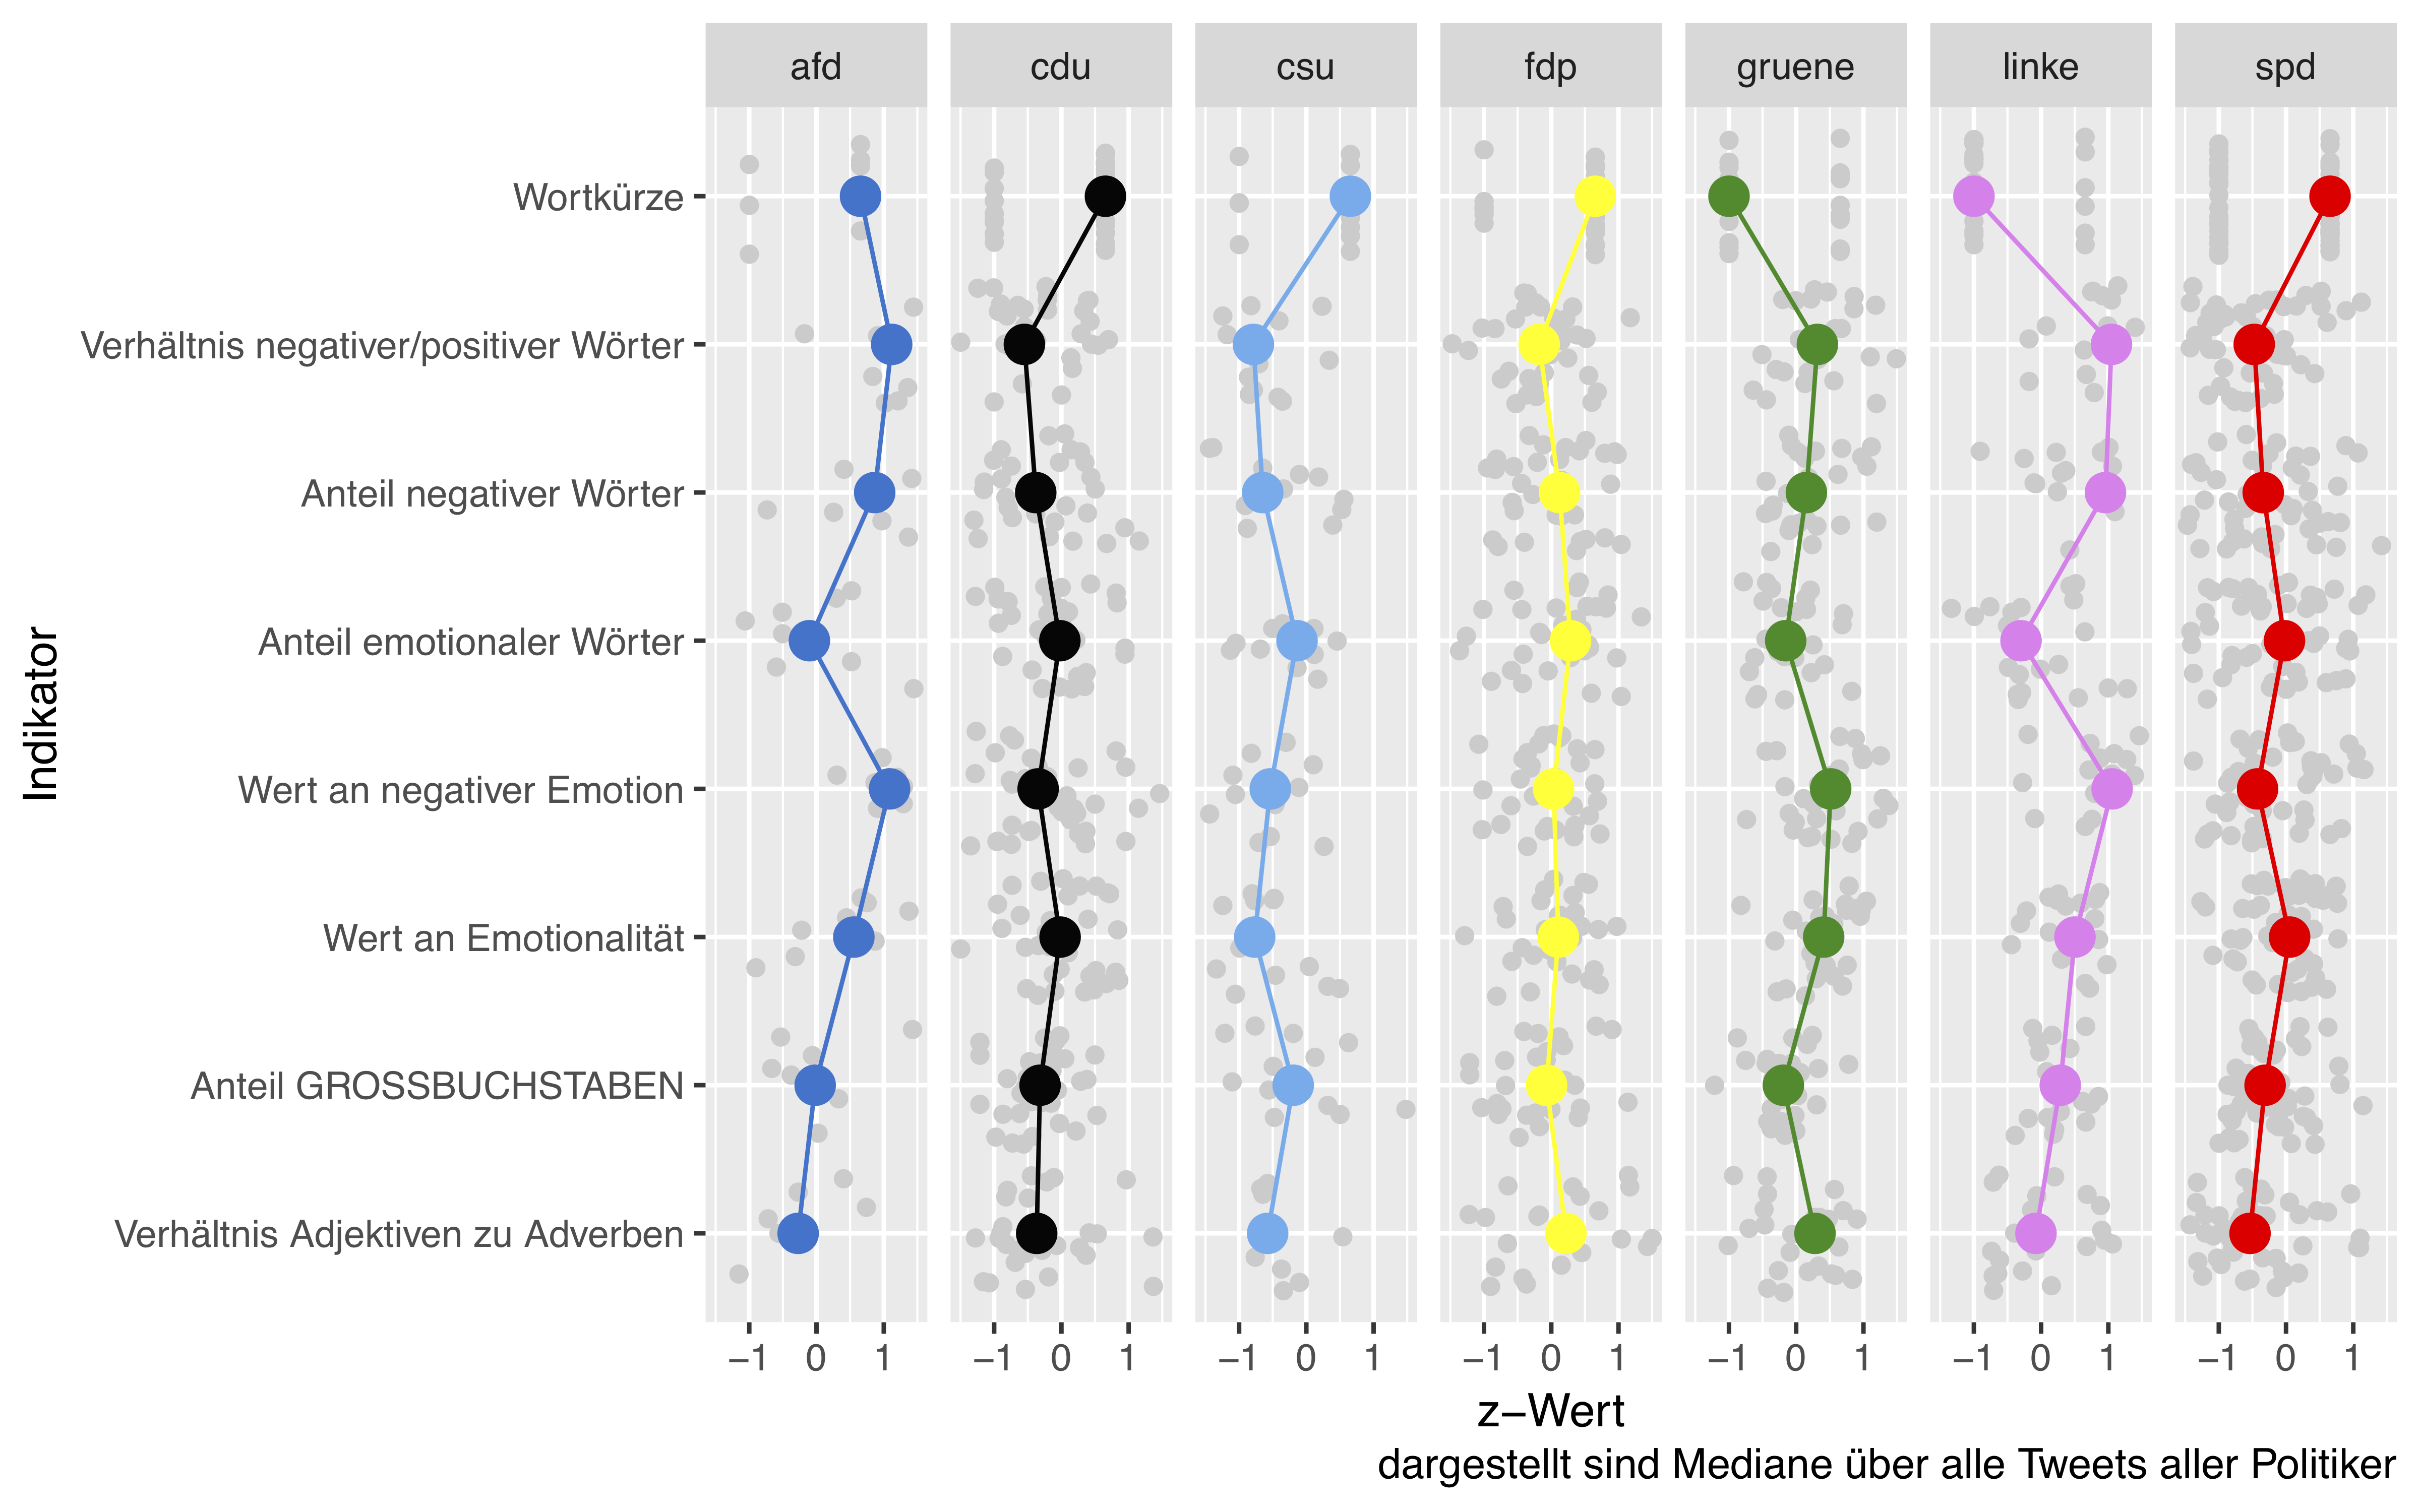 afd cdu csu fdp gruene linke spd
Wortkürze
Verhältnis negativer/positiver Wörter
Anteil negativer Wörter
Anteil emotionaler Wörter
Wert an negativer Emotion
Wert an Emotionalität
Anteil GROSSBUCHSTABEN
Verhältnis Adjektiven zu Adverben
Indikator
−1 0 1 −1 0 1 −1 0 1 −1 0 1 −1 0 1 −1 0 1 −1 0 1
z−Wert
dargestellt sind Mediane über alle Tweets aller Politiker